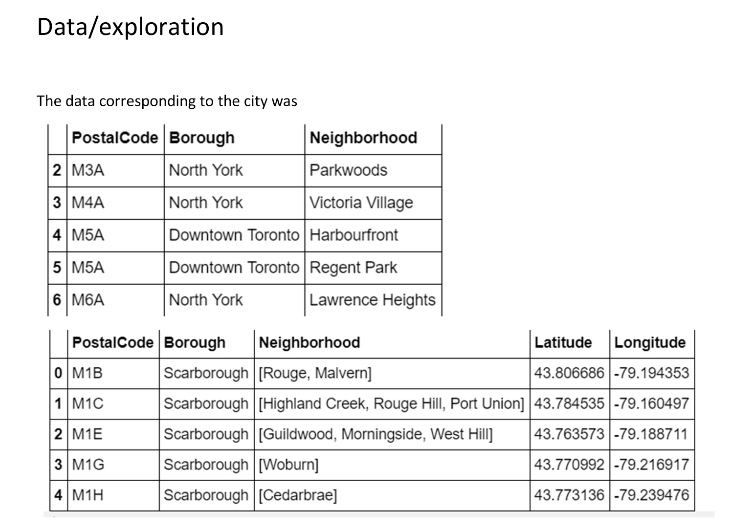 Data/exploration
The data corresponding to the city was
PostalCode Borough Neighborhood
2 M3A North York Parkwoods
3 M4A North York Victoria Village
4 M5A Downtown Toronto Harbourfront
5 M5A Downtown Toronto Regent Park
6 M6A North York Lawrence Heights
PostalCode Borough Neighborhood Latitude Longitude
0 M1B Scarborough [Rouge, Malvern] 43.806686 -79.194353
1 M1C Scarborough [Highland Creek, Rouge Hill, Port Union] 43.784535 -79.160497
2 M1E Scarborough [Guildwood, Morningside, West Hill] 43.763573 -79.188711
3 M1G Scarborough [Woburn] 43.770992 -79.216917
4 M1H Scarborough [Cedarbrae] 43.773136 -79.239476